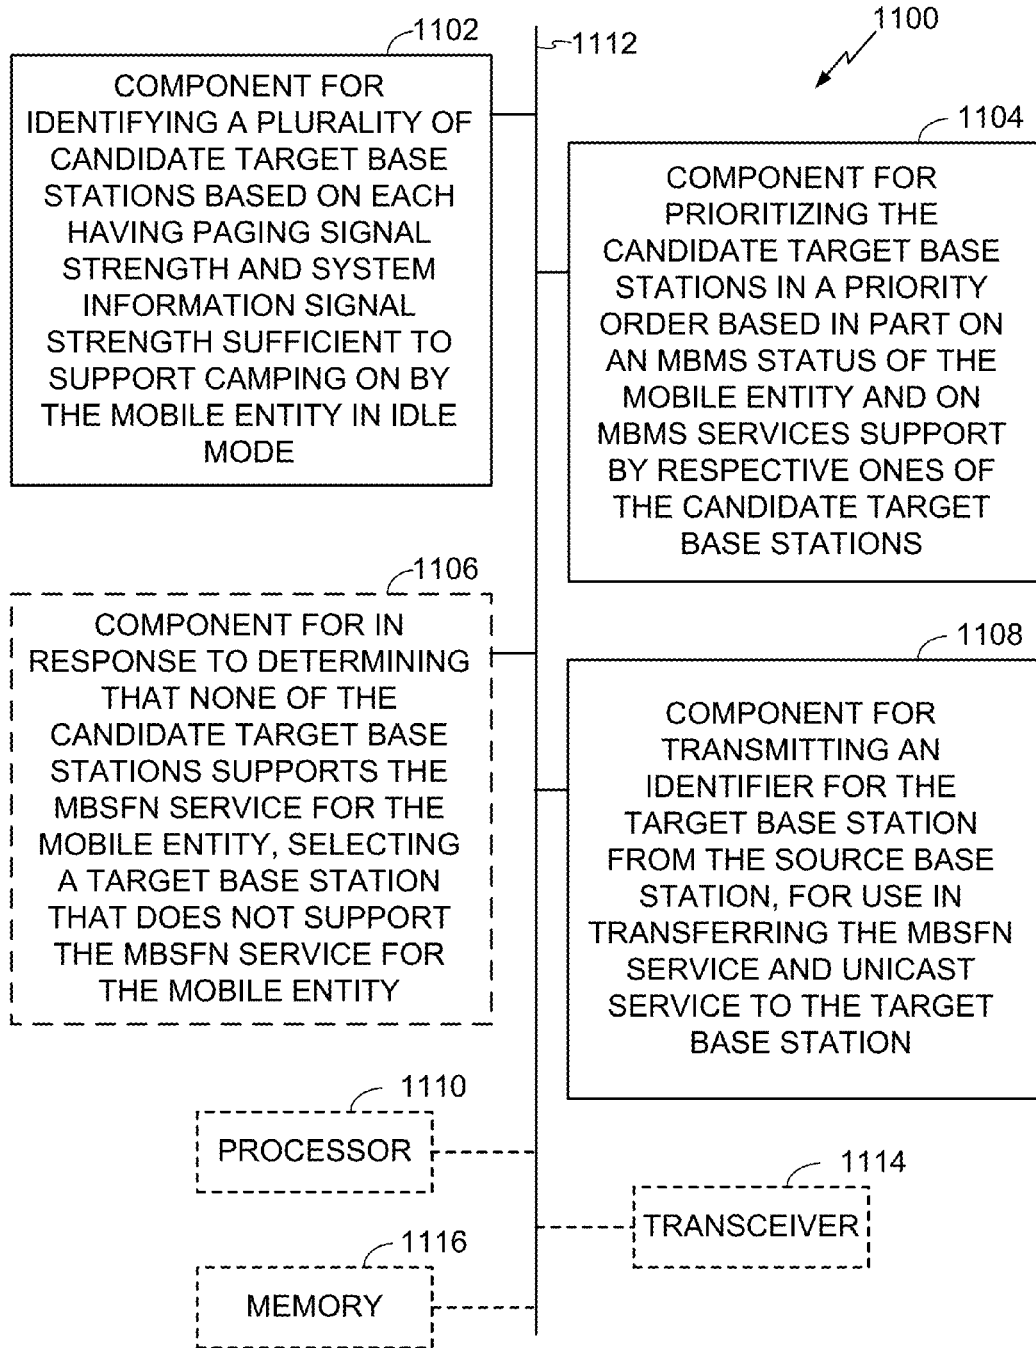 1102
1112
1100
COMPONENT FOR
IDENTIFYING A PLURALITY OF
CANDIDATE TARGET BASE
STATIONS BASED ON EACH
HAVING PAGING SIGNAL
STRENGTH AND SYSTEM
INFORMATION SIGNAL
STRENGTH SUFFICIENT TO
SUPPORT CAMPING ON BY
THE MOBILE ENTITY IN IDLE
MODE
1104
COMPONENT FOR
PRIORITIZING THE
CANDIDATE TARGET BASE
STATIONS IN A PRIORITY
ORDER BASED IN PART ON
AN MBMS STATUS OF THE
MOBILE ENTITY AND ON
MBMS SERVICES SUPPORT
BY RESPECTIVE ONES OF
THE CANDIDATE TARGET
BASE STATIONS
1106
COMPONENT FOR IN
RESPONSE TO DETERMINING
THAT NONE OF THE
CANDIDATE TARGET BASE
STATIONS SUPPORTS THE
MBSFN SERVICE FOR THE
MOBILE ENTITY, SELECTING
A TARGET BASE STATION
THAT DOES NOT SUPPORT
THE MBSFN SERVICE FOR
THE MOBILE ENTITY
1108
COMPONENT FOR
TRANSMITTING AN
IDENTIFIER FOR THE
TARGET BASE STATION
FROM THE SOURCE BASE
STATION, FOR USE IN
TRANSFERRING THE MBSFN
SERVICE AND UNICAST
SERVICE TO THE TARGET
BASE STATION
1110
PROCESSOR
1114
TRANSCEIVER
1116
MEMORY